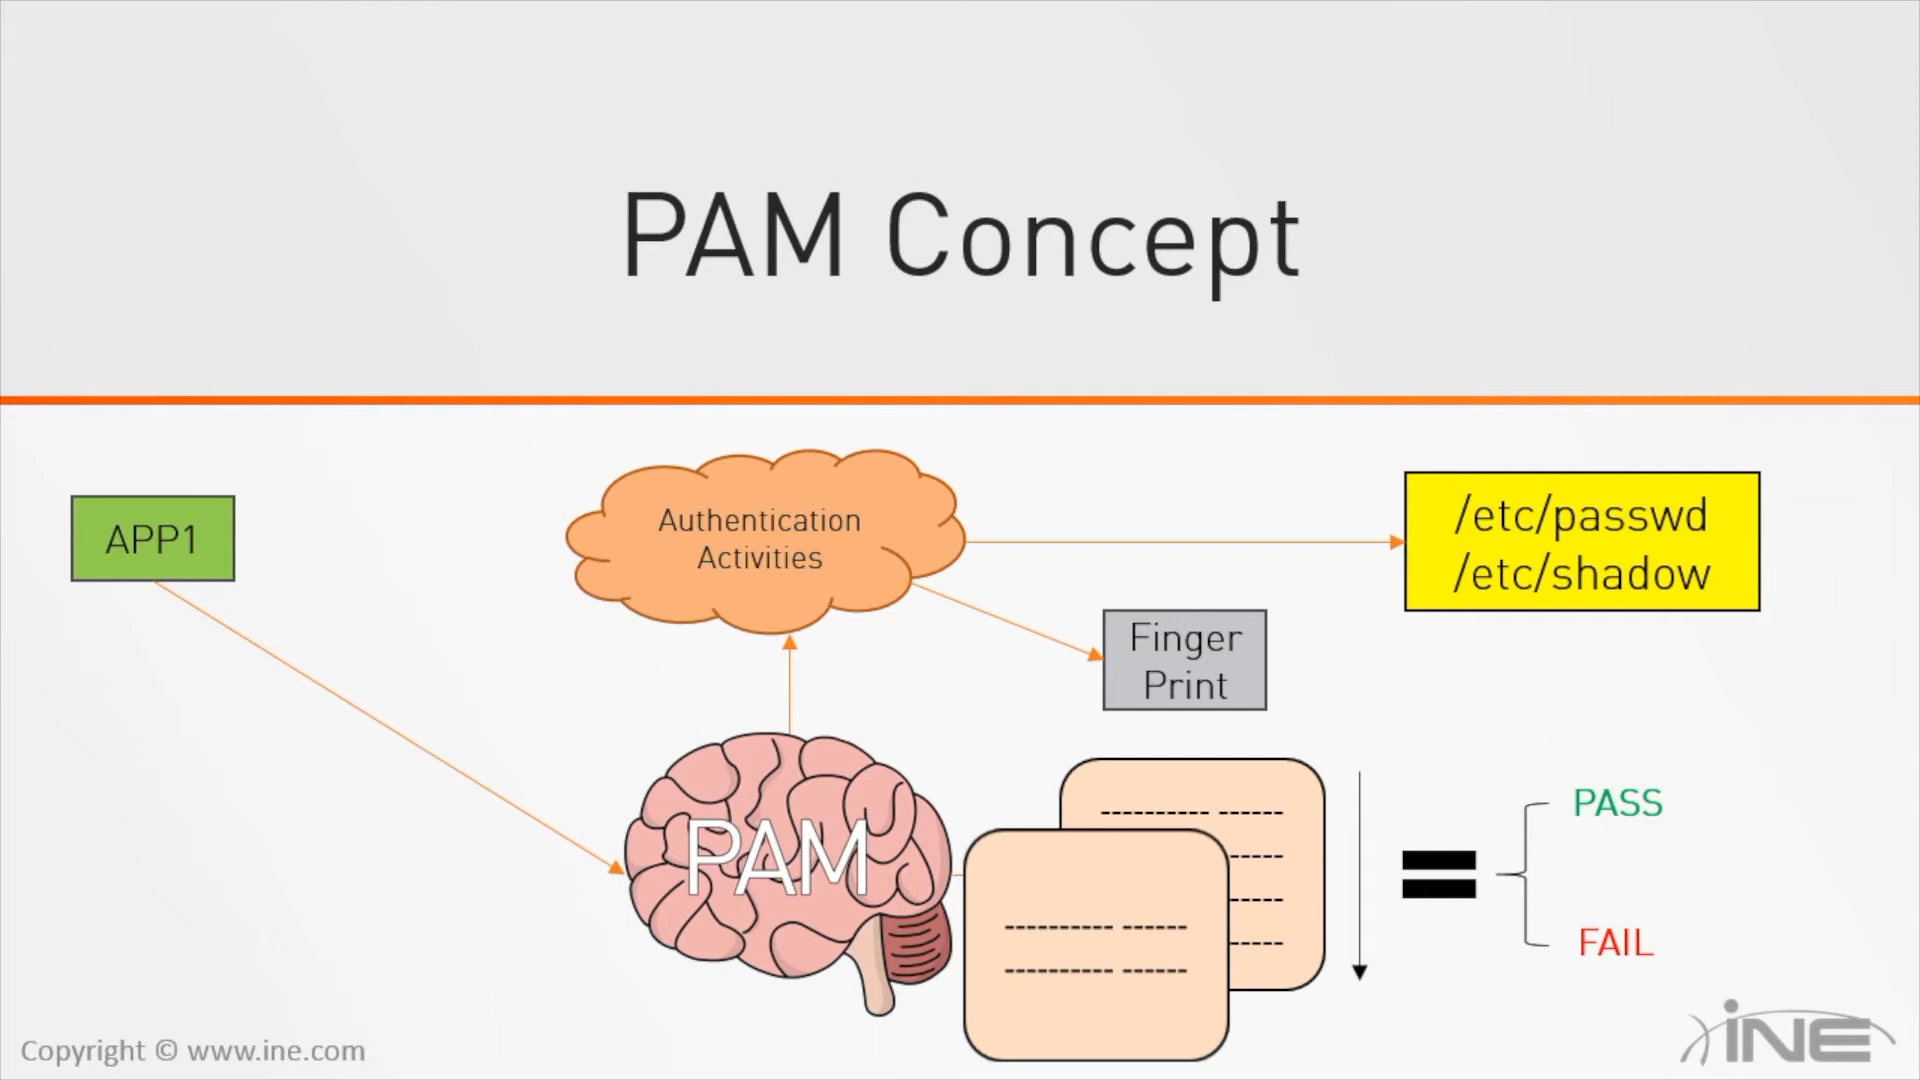 PAM Concept
APP1
Authentication
Activities
/etc/passwd
/etc/shadow
Finger
Print
PAM
PASS
FAIL
Copyright © www.ine.com
iNE